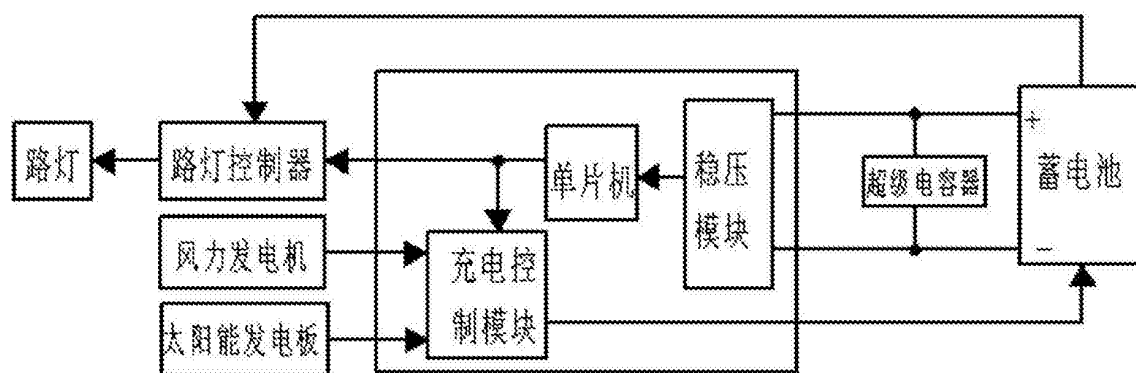 路灯
路灯控制器
单片机
稳压
模块
超级电容器
+
蓄电池
−
风力发电机
充电控
制模块
太阳能发电板